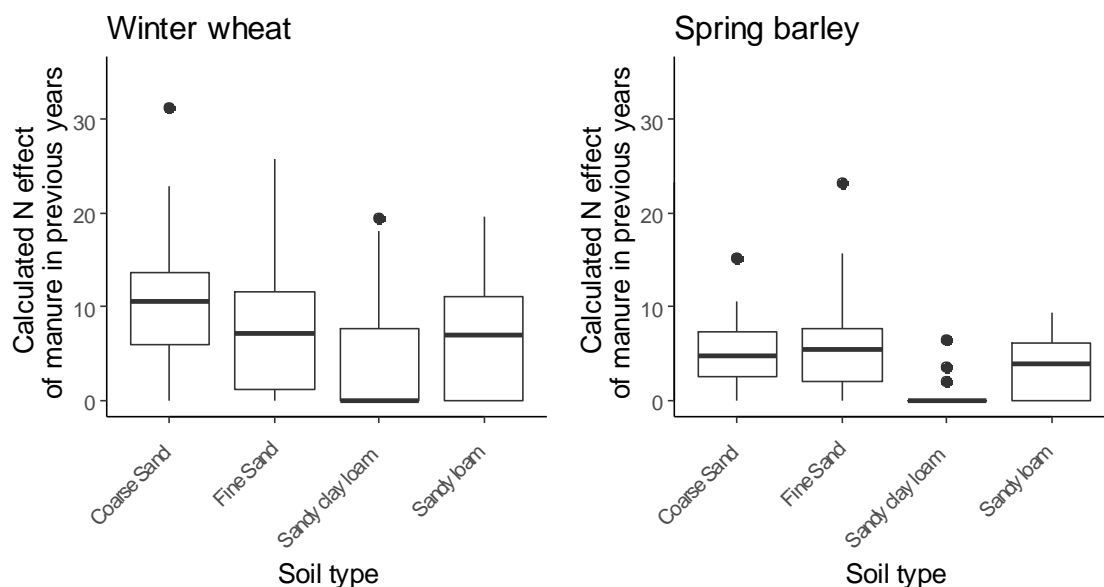 Winter wheat
Calculated N effect
of manure in previous years
30
20
10
0
Coarse Sand
Fine Sand
Sandy clay loam
Sandy loam
Soil type
Spring barley
Calculated N effect
of manure in previous years
30
20
10
0
Coarse Sand
Fine Sand
Sandy clay loam
Sandy loam
Soil type